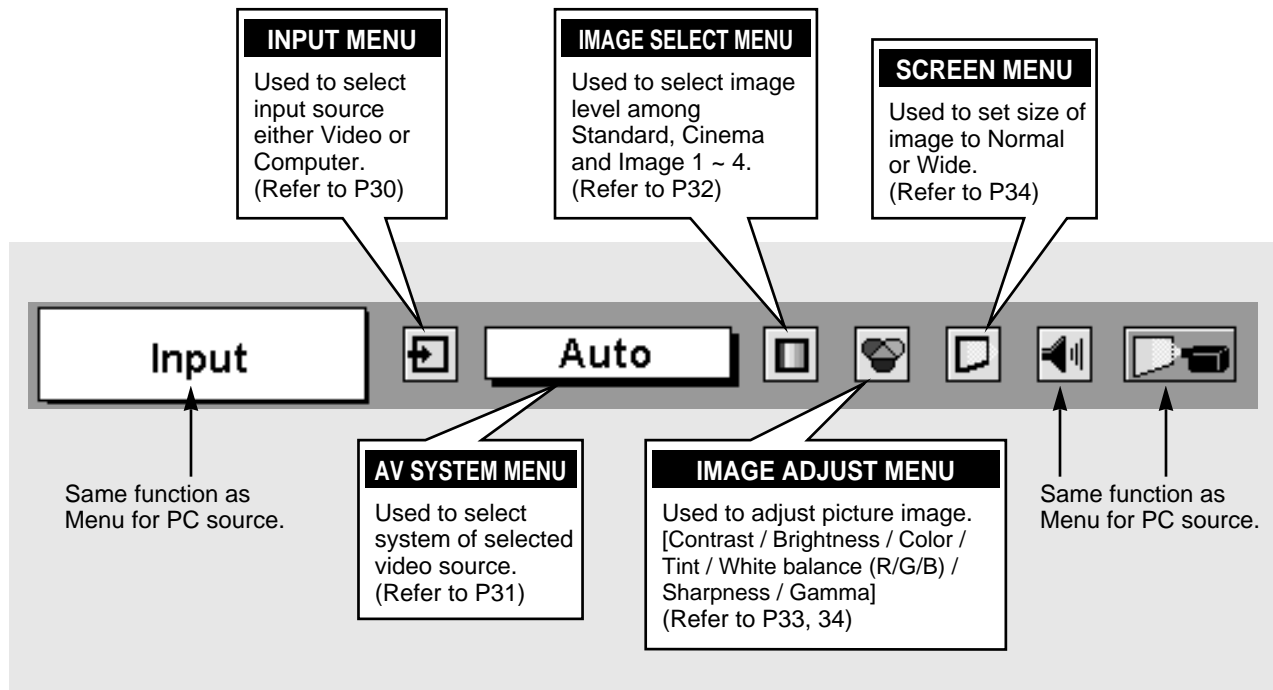 INPUT MENU
Used to select
input source
either Video or
Computer.
(Refer to P30)
IMAGE SELECT MENU
Used to select image
level among
Standard, Cinema
and Image 1 ~ 4.
(Refer to P32)
SCREEN MENU
Used to set size of
image to Normal
or Wide.
(Refer to P34)
Input
Auto
Same function as
Menu for PC source.
AV SYSTEM MENU
Used to select
system of selected
video source.
(Refer to P31)
IMAGE ADJUST MENU
Used to adjust picture image.
[Contrast / Brightness / Color /
Tint / White balance (R/G/B) /
Sharpness / Gamma]
(Refer to P33, 34)
Same function as
Menu for PC source.